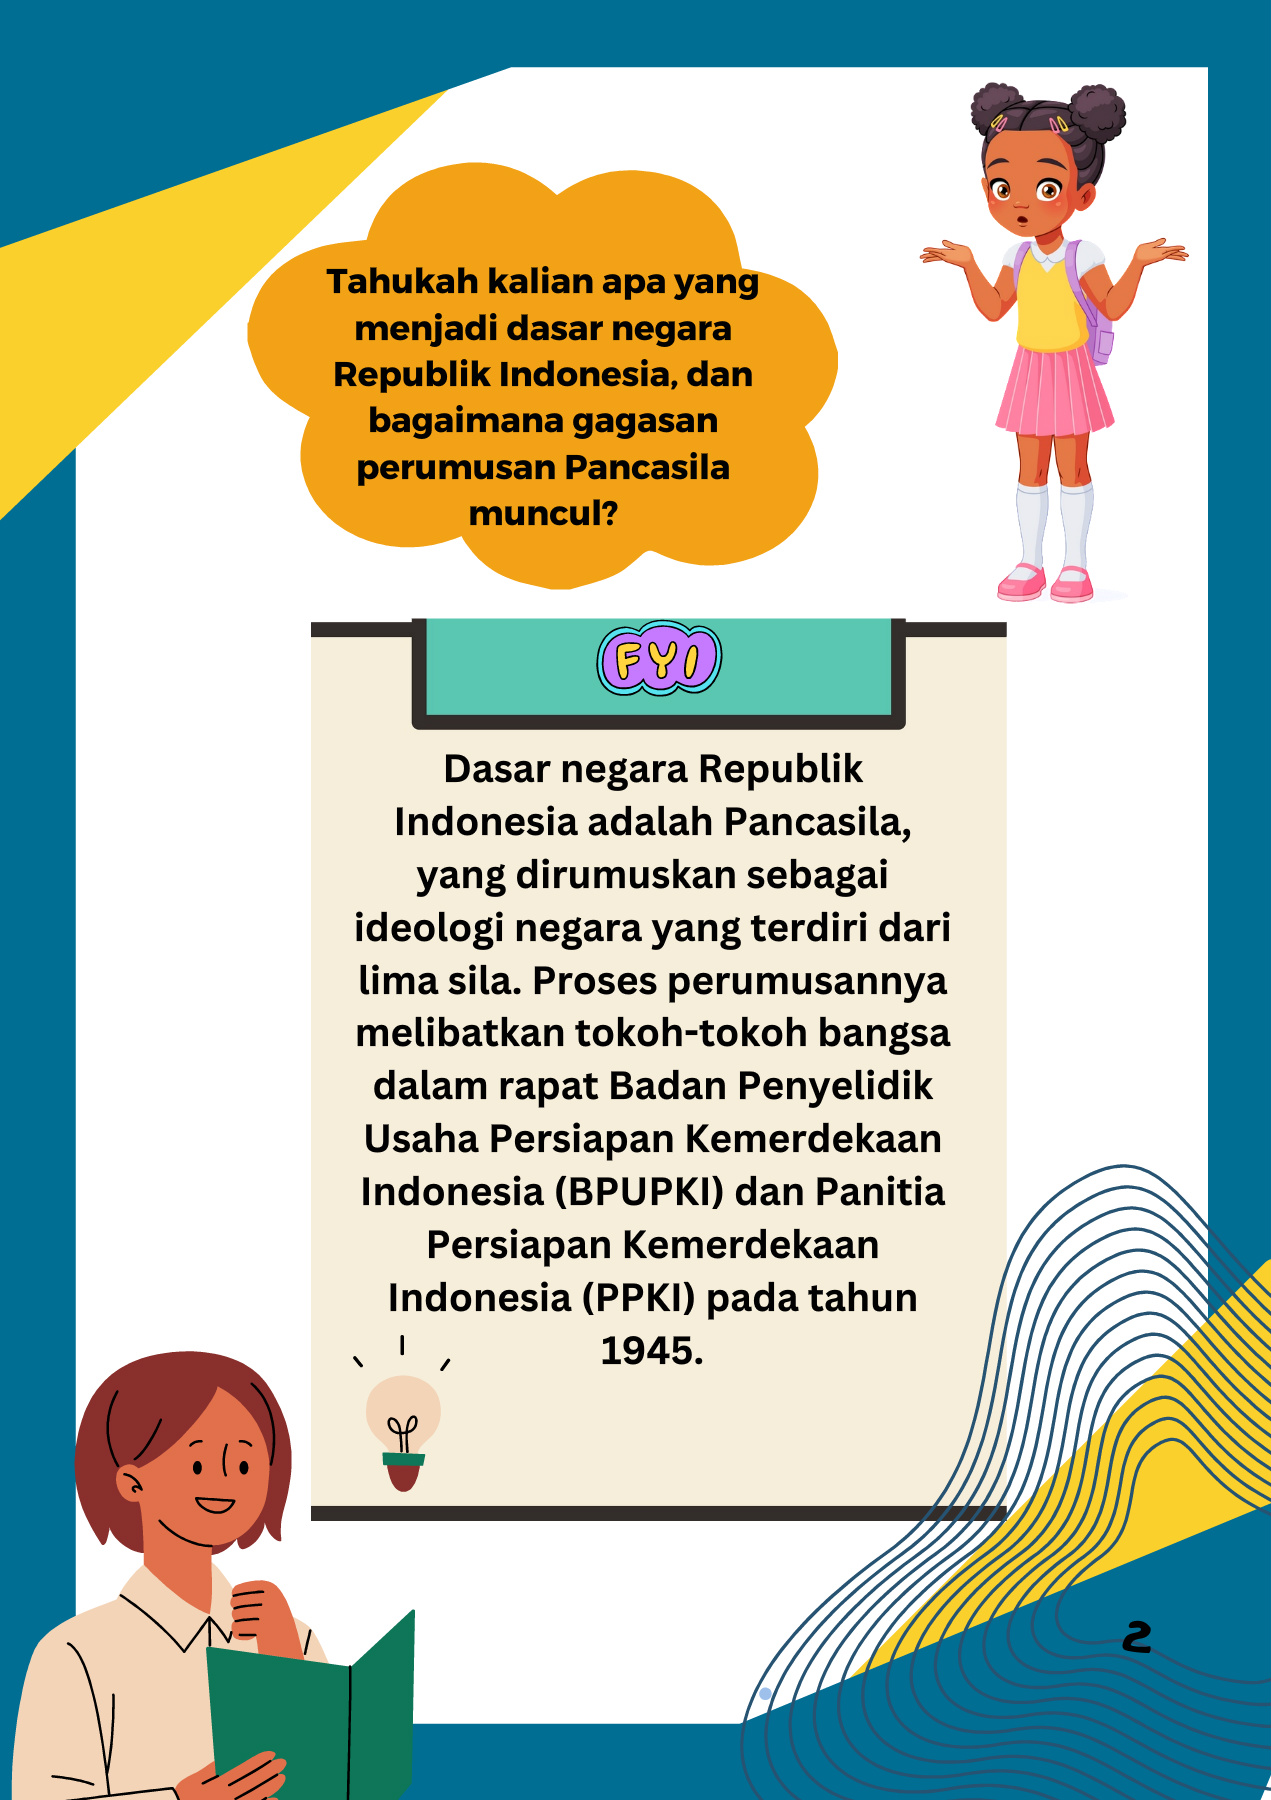 Tahukah kalian apa yang
menjadi dasar negara
Republik Indonesia, dan
bagaimana gagasan
perumusan Pancasila
muncul?
FYI
Dasar negara Republik
Indonesia adalah Pancasila,
yang dirumuskan sebagai
ideologi negara yang terdiri dari
lima sila. Proses perumusannya
melibatkan tokoh-tokoh bangsa
dalam rapat Badan Penyelidik
Usaha Persiapan Kemerdekaan
Indonesia (BPUPKI) dan Panitia
Persiapan Kemerdekaan
Indonesia (PPKI) pada tahun
1945.
2